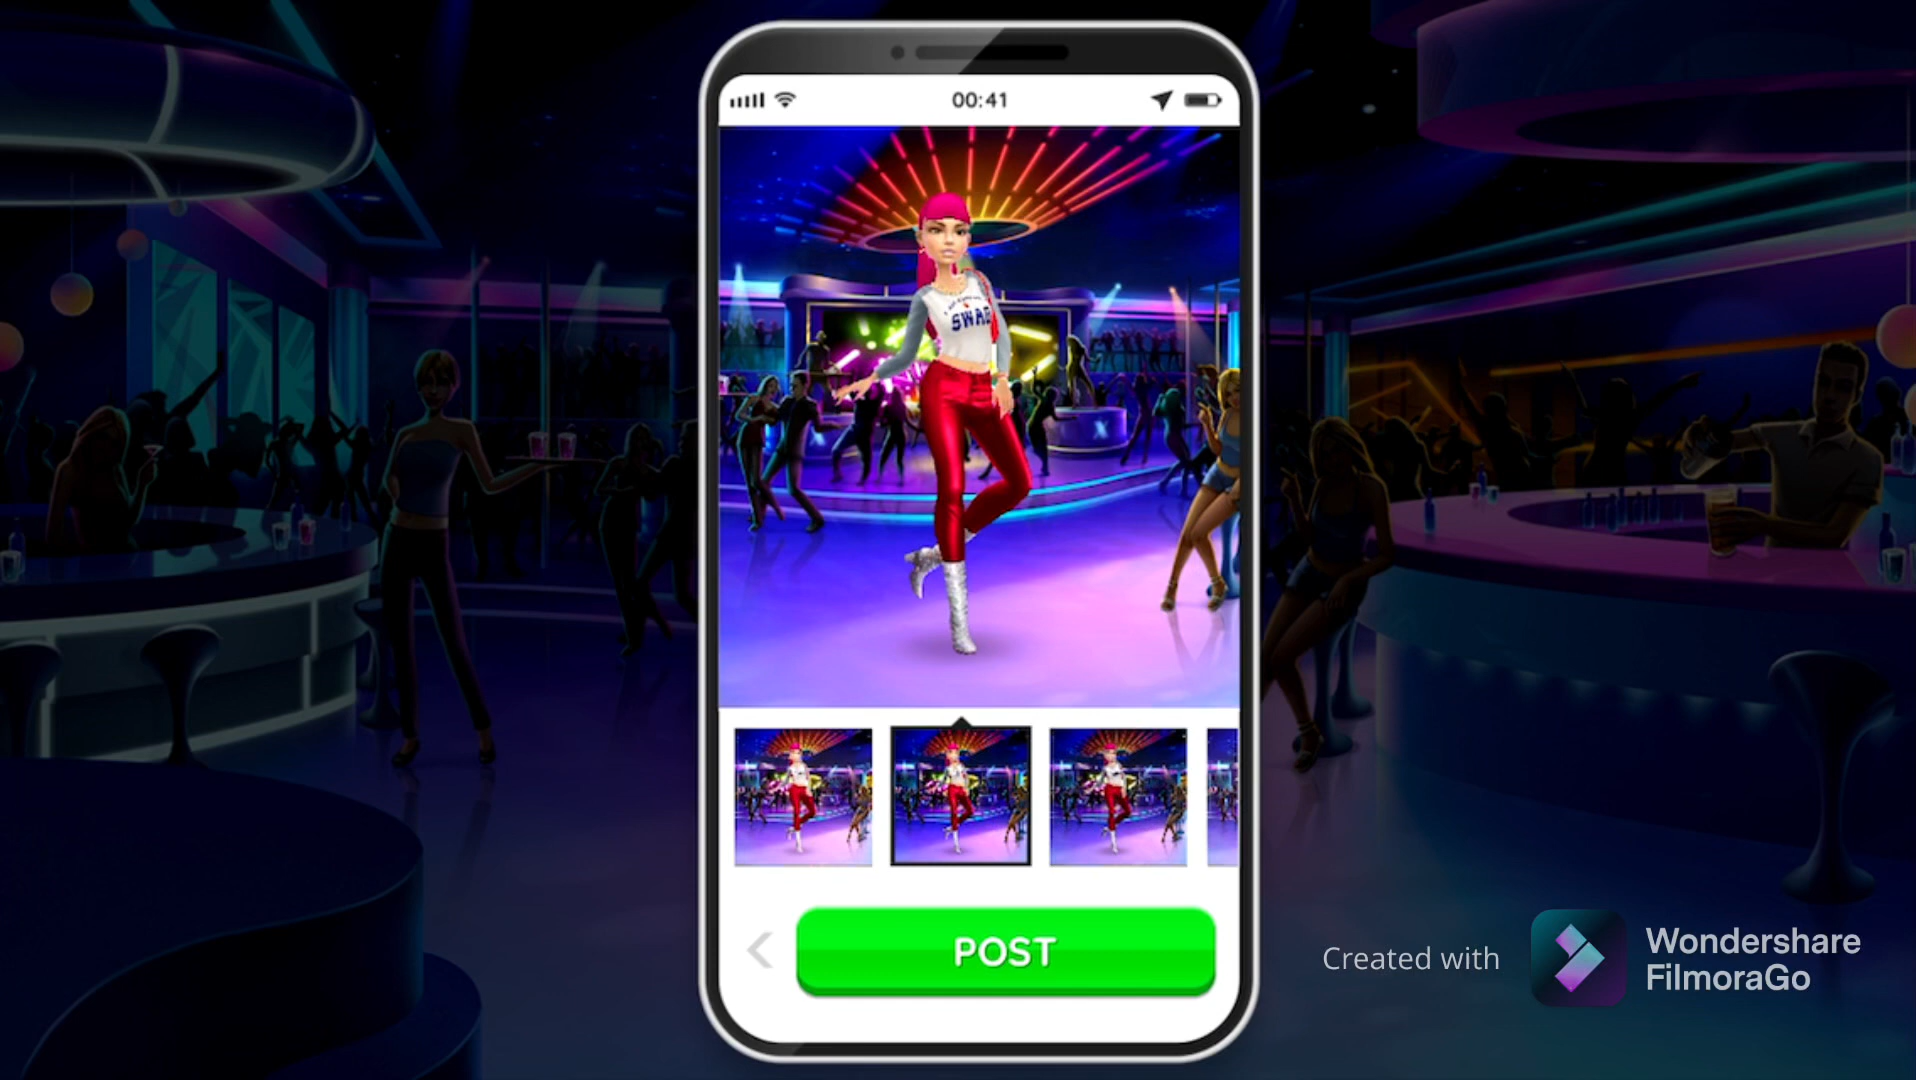 00:41
SWAG
POST
Created with
Wondershare
FilmoraGo